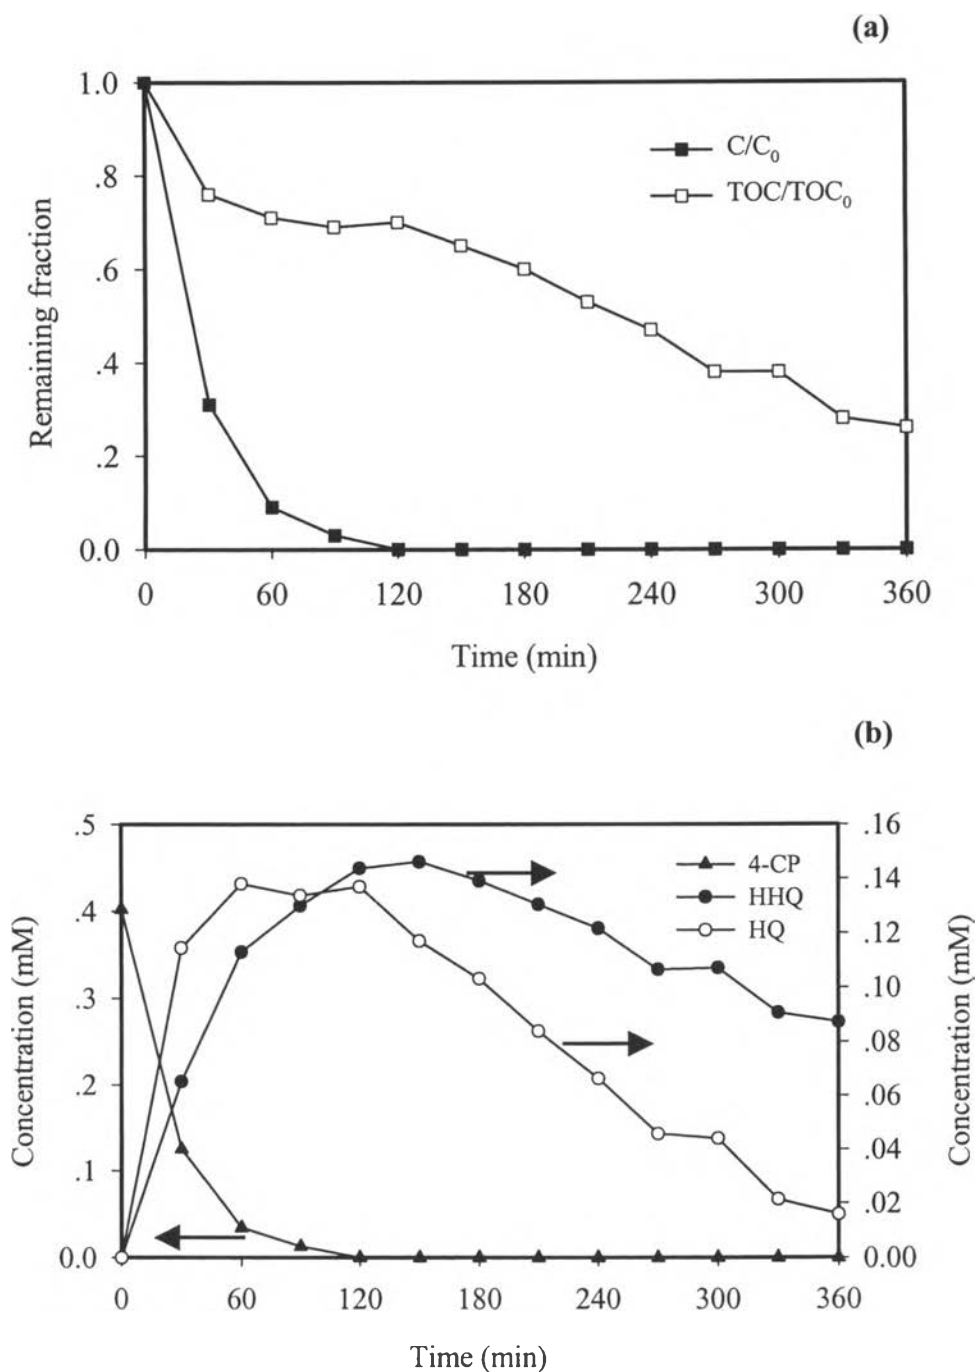 (a)
1.0
.8
.6
.4
.2
0.0
Remaining fraction
C/C₀
TOC/TOC₀
0 60 120 180 240 300 360
Time (min)
(b)
.5
.4
.3
.2
.1
0.0
Concentration (mM)
4-CP
HHQ
HQ
.16
.14
.12
.10
.08
.06
.04
.02
0.00
Concentration (mM)
0 60 120 180 240 300 360
Time (min)